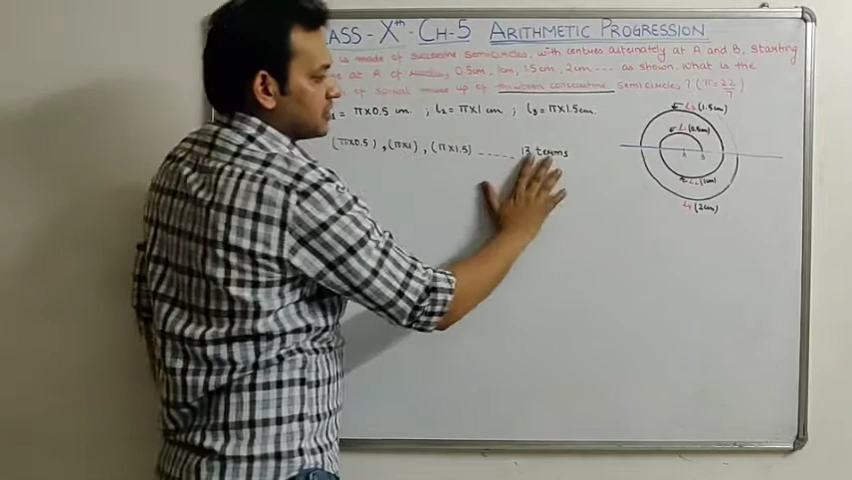 ASS - Xth - CH-5 ARITHMETIC PROGRESSION
is made of successive semicircles, with centres alternately at A and B, starting
at A of radius, 0.5cm, 1cm, 1.5cm, 2cm ... as shown. What is the
of spiral made up of thirteen consecutive semicircles? (π = 22/7)
= π×0.5 cm ; l₂ = π×1 cm ; l₃ = π×1.5cm.
(π×0.5), (π×1), (π×1.5) ------ 13 terms
l₃ (1.5cm)
l₁ (0.5cm)
A B
l₂ (1cm)
l₄ (2cm)